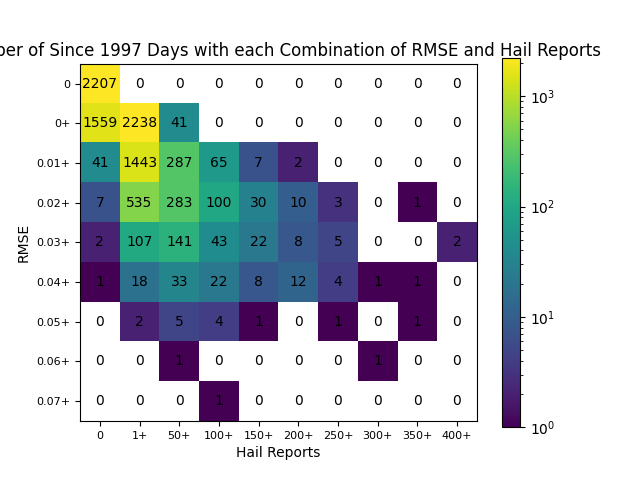 of Since 1997 Days with each Combination of RMSE and Hail Reports
0 2207 0 0 0 0 0 0 0 0 0
0+ 1559 2238 41 0 0 0 0 0 0 0
0.01+ 41 1443 287 65 7 2 0 0 0 0
0.02+ 7 535 283 100 30 10 3 0 1 0
0.03+ 2 107 141 43 22 8 5 0 0 2
0.04+ 1 18 33 22 8 12 4 1 1 0
0.05+ 0 2 5 4 1 0 1 0 1 0
0.06+ 0 0 1 0 0 0 0 1 0 0
0.07+ 0 0 0 1 0 0 0 0 0 0
0 1+ 50+ 100+ 150+ 200+ 250+ 300+ 350+ 400+
Hail Reports
RMSE
10³
10²
10¹
10⁰